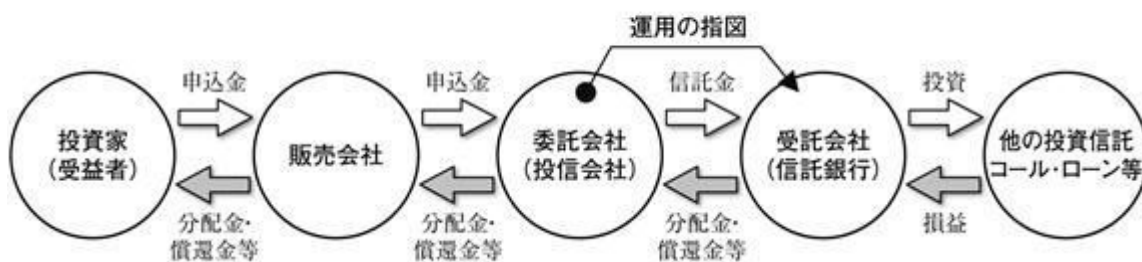 運用の指図
申込金
申込金
信託金
投資
投資家
(受益者)
販売会社
委託会社
(投信会社)
受託会社
(信託銀行)
他の投資信託
コール・ローン等
分配金・
償還金等
分配金・
償還金等
分配金・
償還金等
損益